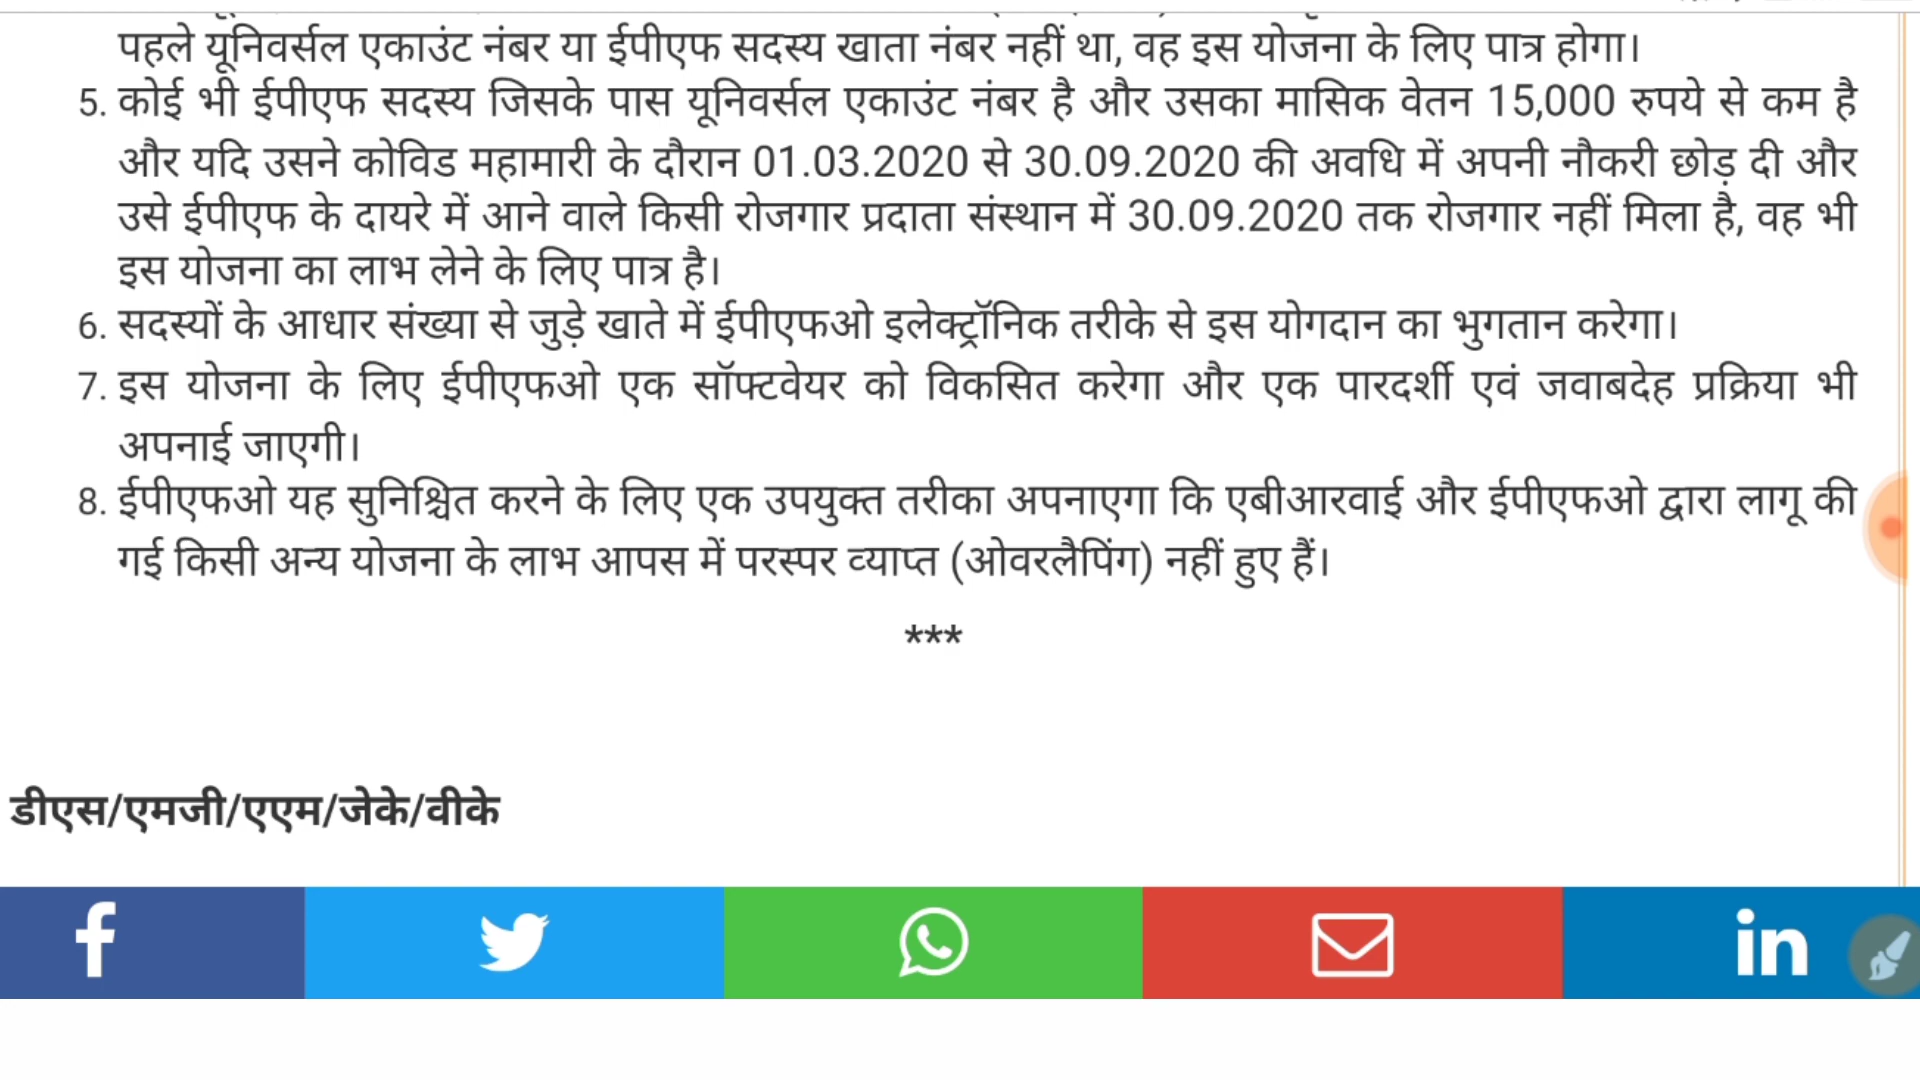 पहले यूनिवर्सल एकाउंट नंबर या ईपीएफ सदस्य खाता नंबर नहीं था, वह इस योजना के लिए पात्र होगा।
5. कोई भी ईपीएफ सदस्य जिसके पास यूनिवर्सल एकाउंट नंबर है और उसका मासिक वेतन 15,000 रुपये से कम है
और यदि उसने कोविड महामारी के दौरान 01.03.2020 से 30.09.2020 की अवधि में अपनी नौकरी छोड़ दी और
उसे ईपीएफ के दायरे में आने वाले किसी रोजगार प्रदाता संस्थान में 30.09.2020 तक रोजगार नहीं मिला है, वह भी
इस योजना का लाभ लेने के लिए पात्र है।
6. सदस्यों के आधार संख्या से जुड़े खाते में ईपीएफओ इलेक्ट्रॉनिक तरीके से इस योगदान का भुगतान करेगा।
7. इस योजना के लिए ईपीएफओ एक सॉफ्टवेयर को विकसित करेगा और एक पारदर्शी एवं जवाबदेह प्रक्रिया भी
अपनाई जाएगी।
8. ईपीएफओ यह सुनिश्चित करने के लिए एक उपयुक्त तरीका अपनाएगा कि एबीआरवाई और ईपीएफओ द्वारा लागू की
गई किसी अन्य योजना के लाभ आपस में परस्पर व्याप्त (ओवरलैपिंग) नहीं हुए हैं।
***
डीएस/एमजी/एएम/जेके/वीके